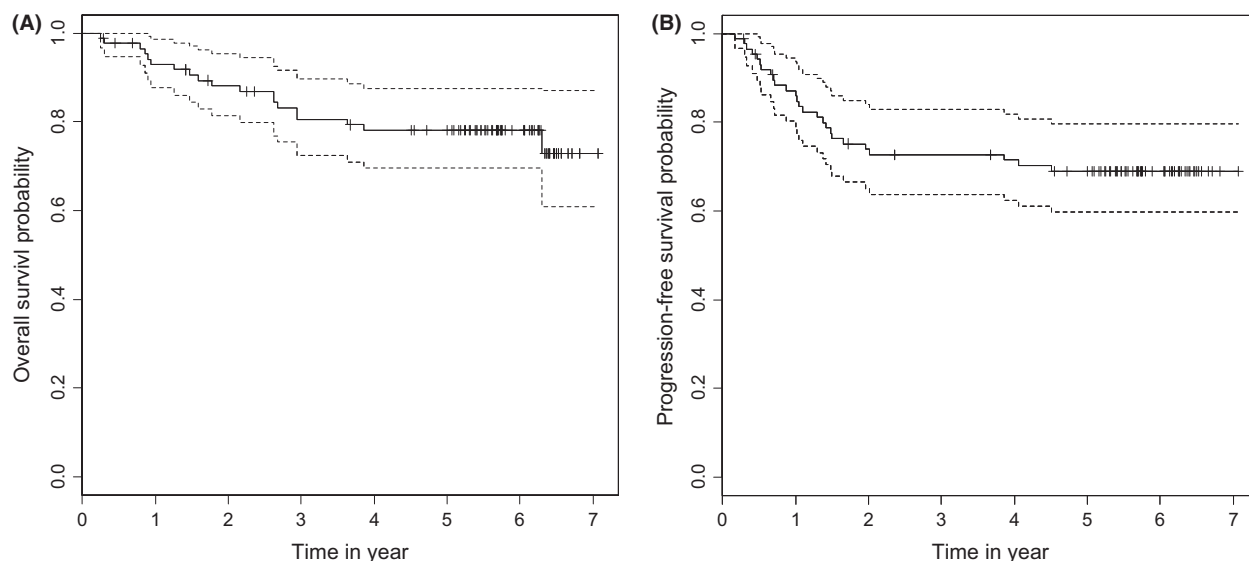 (A)
Overall survivl probability
1.0
0.8
0.6
0.4
0.2
0.0
0 1 2 3 4 5 6 7
Time in year
(B)
Progression-free survival probability
1.0
0.8
0.6
0.4
0.2
0.0
0 1 2 3 4 5 6 7
Time in year